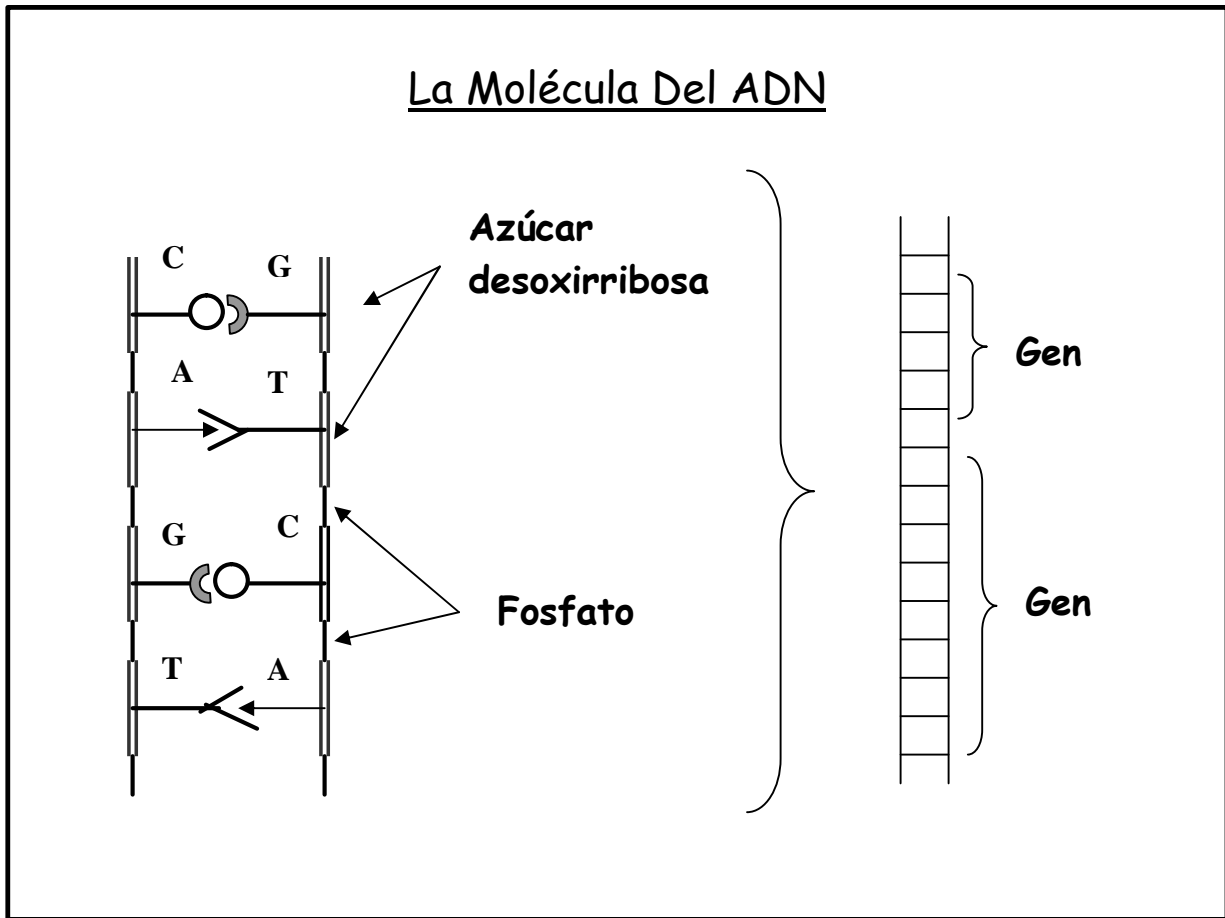 La Molécula Del ADN
Azúcar
desoxirribosa
C G
A T
G C
T A
Fosfato
Gen
Gen